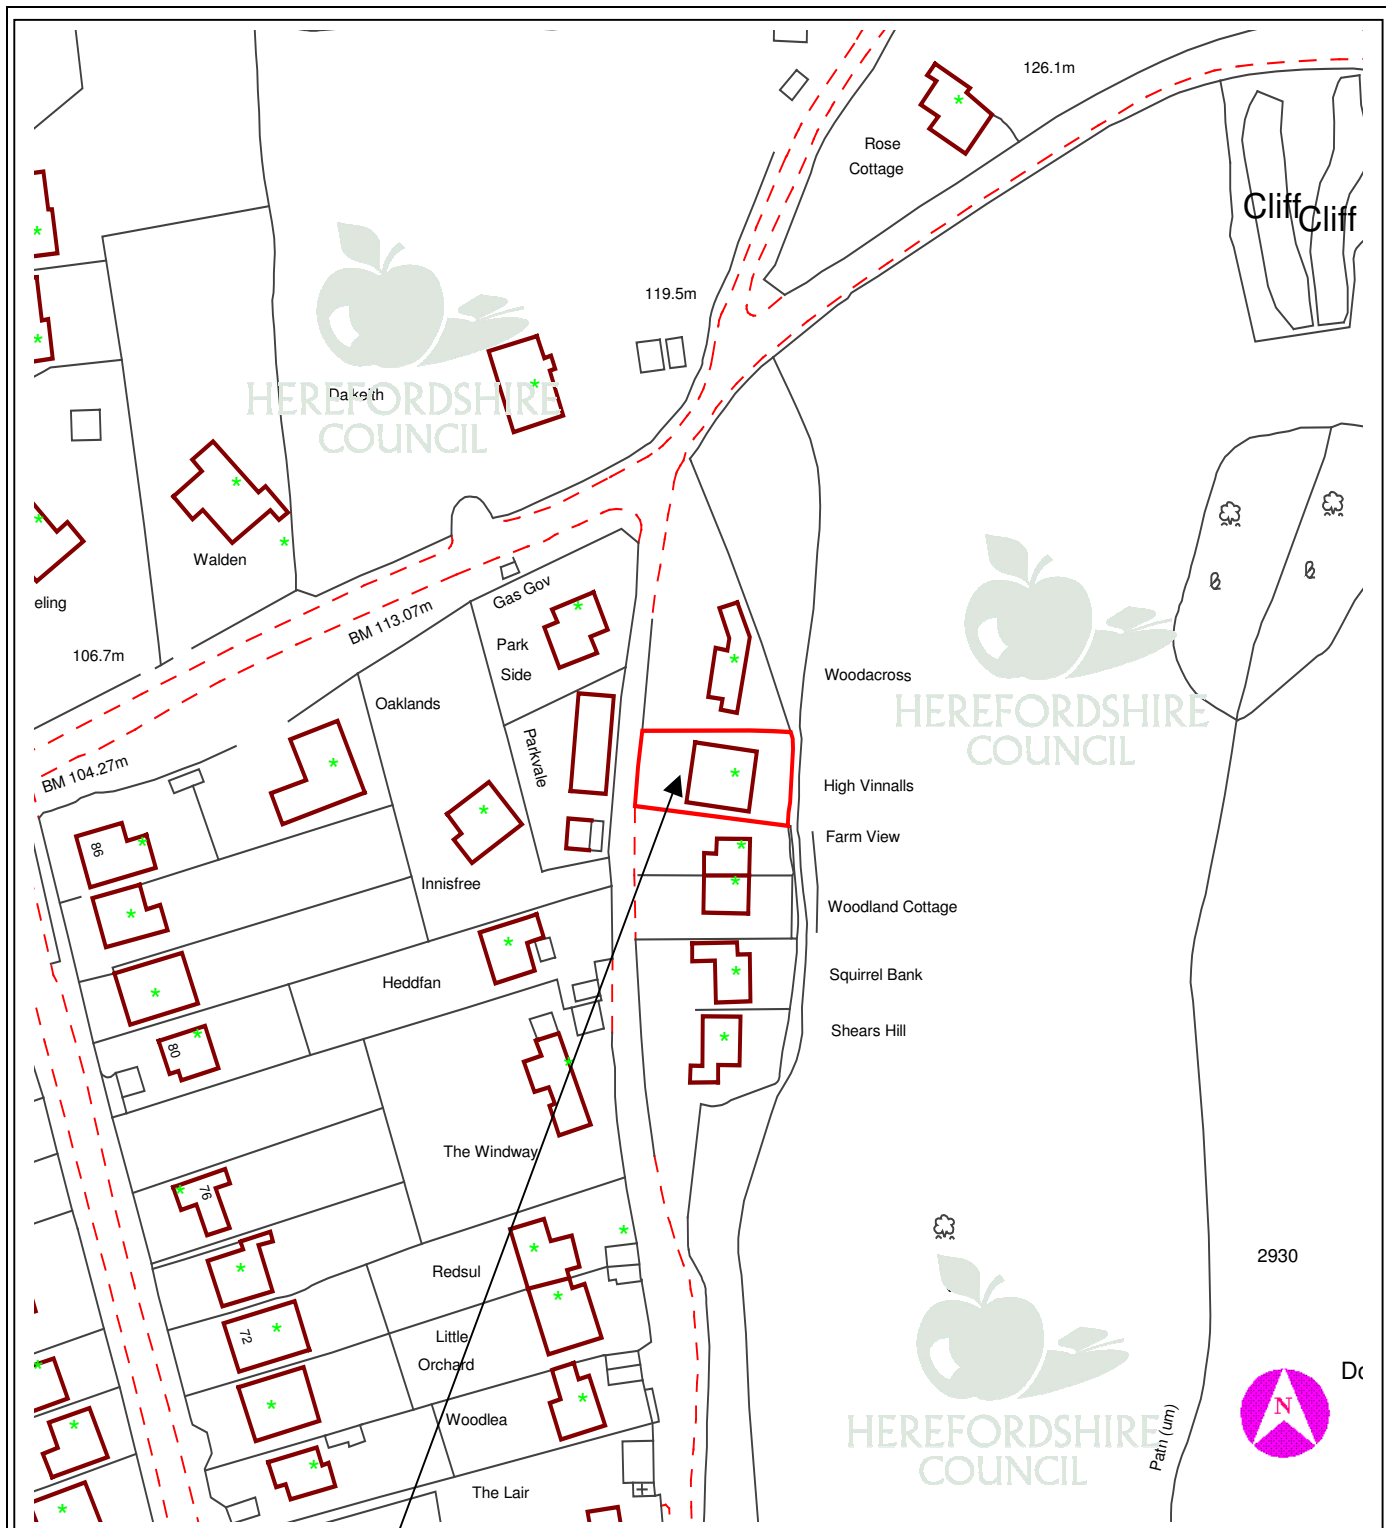 126.1m
Rose
Cottage
Cliff
Cliff
119.5m
HEREFORDSHIRE
COUNCIL
Walden
eling
Gas Gov
BM 113.07m
106.7m
Park
Side
Woodacross
Oaklands
HEREFORDSHIRE
COUNCIL
Parkvale
BM 104.27m
High Vinnalls
Farm View
86
Innisfree
Woodland Cottage
Heddfan
Squirrel Bank
Shears Hill
80
The Windway
76
2930
Redsul
Little
Orchard
72
Woodlea
HEREFORDSHIRE
COUNCIL
N
Path (um)
The Lair